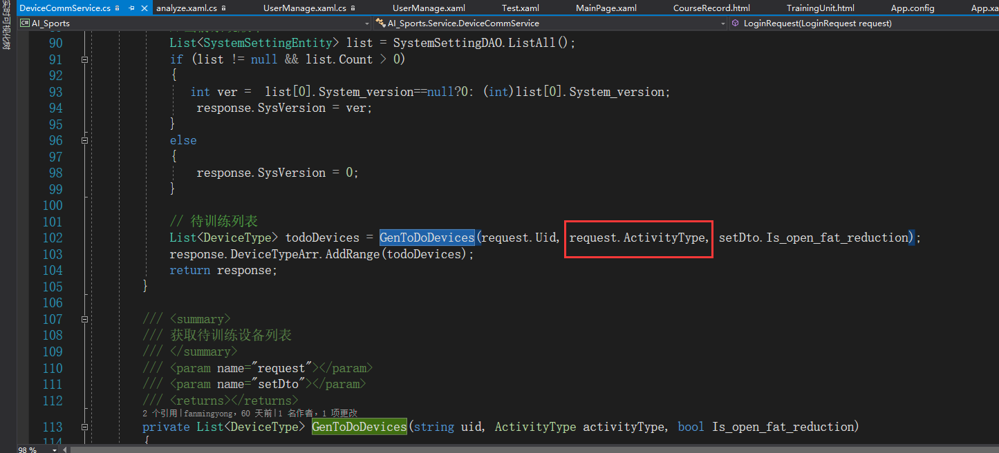 DeviceCommService.cs analyze.xaml.cs UserManage.xaml.cs UserManage.xaml Test.xaml MainPage.xaml CourseRecord.html TrainingUnit.html App.config App.xa
C# AI_Sports AI_Sports.Service.DeviceCommService LoginRequest(LoginRequest request)
90 List<SystemSettingEntity> list = SystemSettingDAO.ListAll();
91 if (list != null && list.Count > 0)
92 {
93 int ver = list[0].System_version==null?0: (int)list[0].System_version;
94 response.SysVersion = ver;
95 }
96 else
97 {
98 response.SysVersion = 0;
99 }
100
101 // 待训练列表
102 List<DeviceType> todoDevices = GenToDoDevices(request.Uid, request.ActivityType, setDto.Is_open_fat_reduction);
103 response.DeviceTypeArr.AddRange(todoDevices);
104 return response;
105 }
106
107 /// <summary>
108 /// 获取待训练设备列表
109 /// </summary>
110 /// <param name="request"></param>
111 /// <param name="setDto"></param>
112 /// <returns></returns>
2 个引用|fanmingyong，60 天前|1 名作者，1 项更改
113 private List<DeviceType> GenToDoDevices(string uid, ActivityType activityType, bool Is_open_fat_reduction)
114 {
98 %